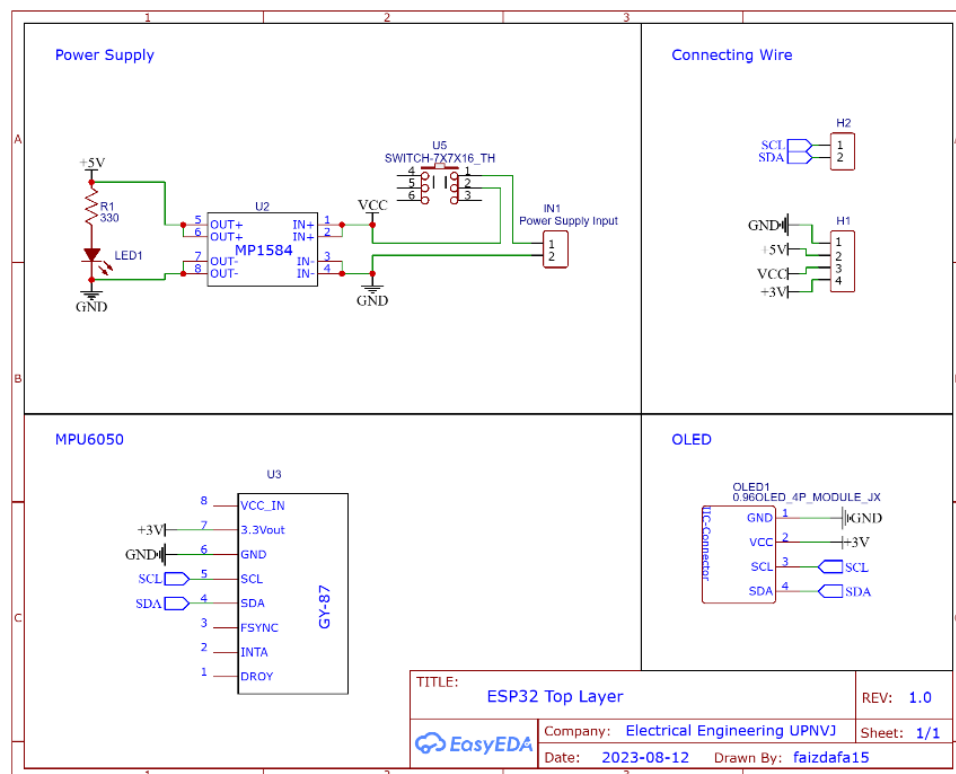 1 2 3
Power Supply
Connecting Wire
A
H2
SCL 1
SDA 2
U5
SWITCH-7X7X16_TH
4 1
5 2
6 3
+5V
R1
330
LED1
GND
U2
MP1584
5 OUT+ IN+ 1
6 OUT+ IN+ 2
7 OUT- IN- 3
8 OUT- IN- 4
VCC
GND
IN1
Power Supply Input
1
2
H1
GND 1
+5V 2
VCC 3
+3V 4
B
MPU6050
OLED
U3
8 VCC_IN
+3V 7 3.3Vout
GND 6 GND
SCL 5 SCL
SDA 4 SDA
3 FSYNC
2 INTA
1 DROY
GY-87
OLED1
0.96OLED_4P_MODULE_JX
IIC-Connector
GND 1 GND
VCC 2 +3V
SCL 3 SCL
SDA 4 SDA
C
TITLE:
ESP32 Top Layer
REV: 1.0
EasyEDA
Company: Electrical Engineering UPNVJ
Sheet: 1/1
Date: 2023-08-12 Drawn By: faizdafa15
1 2 3